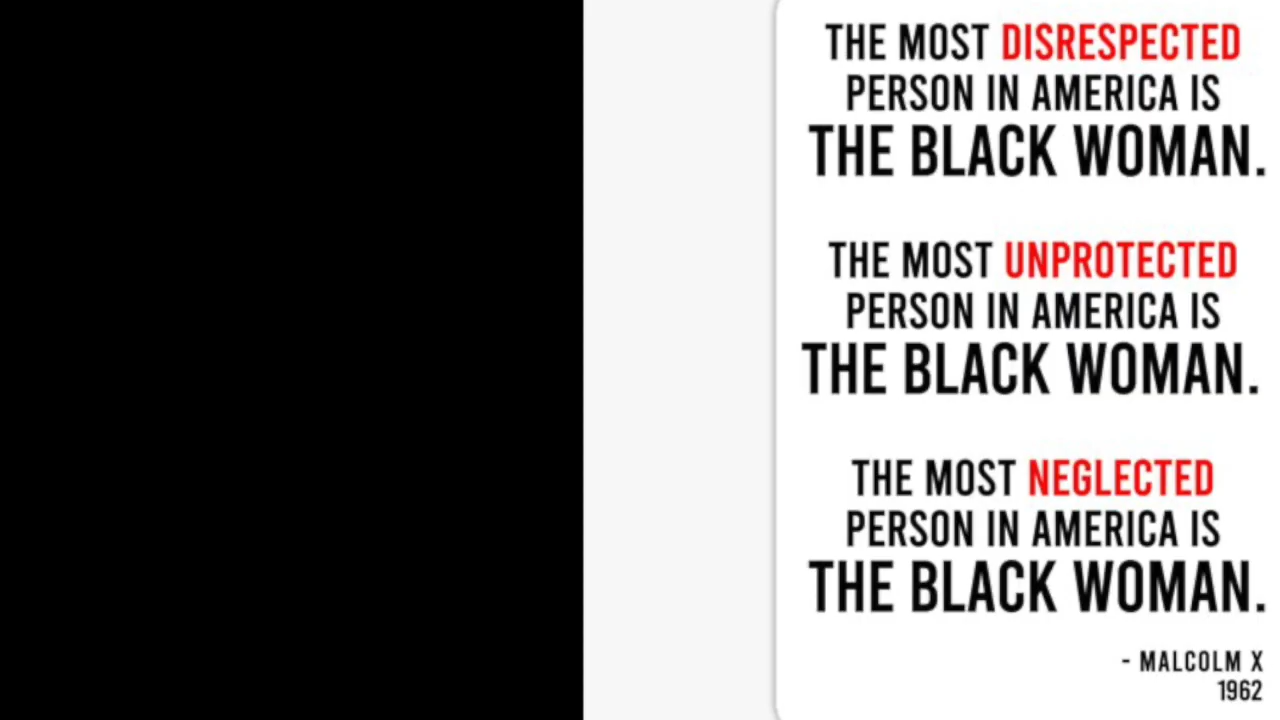 THE MOST DISRESPECTED
PERSON IN AMERICA IS
THE BLACK WOMAN.
THE MOST UNPROTECTED
PERSON IN AMERICA IS
THE BLACK WOMAN.
THE MOST NEGLECTED
PERSON IN AMERICA IS
THE BLACK WOMAN.
- MALCOLM X
1962